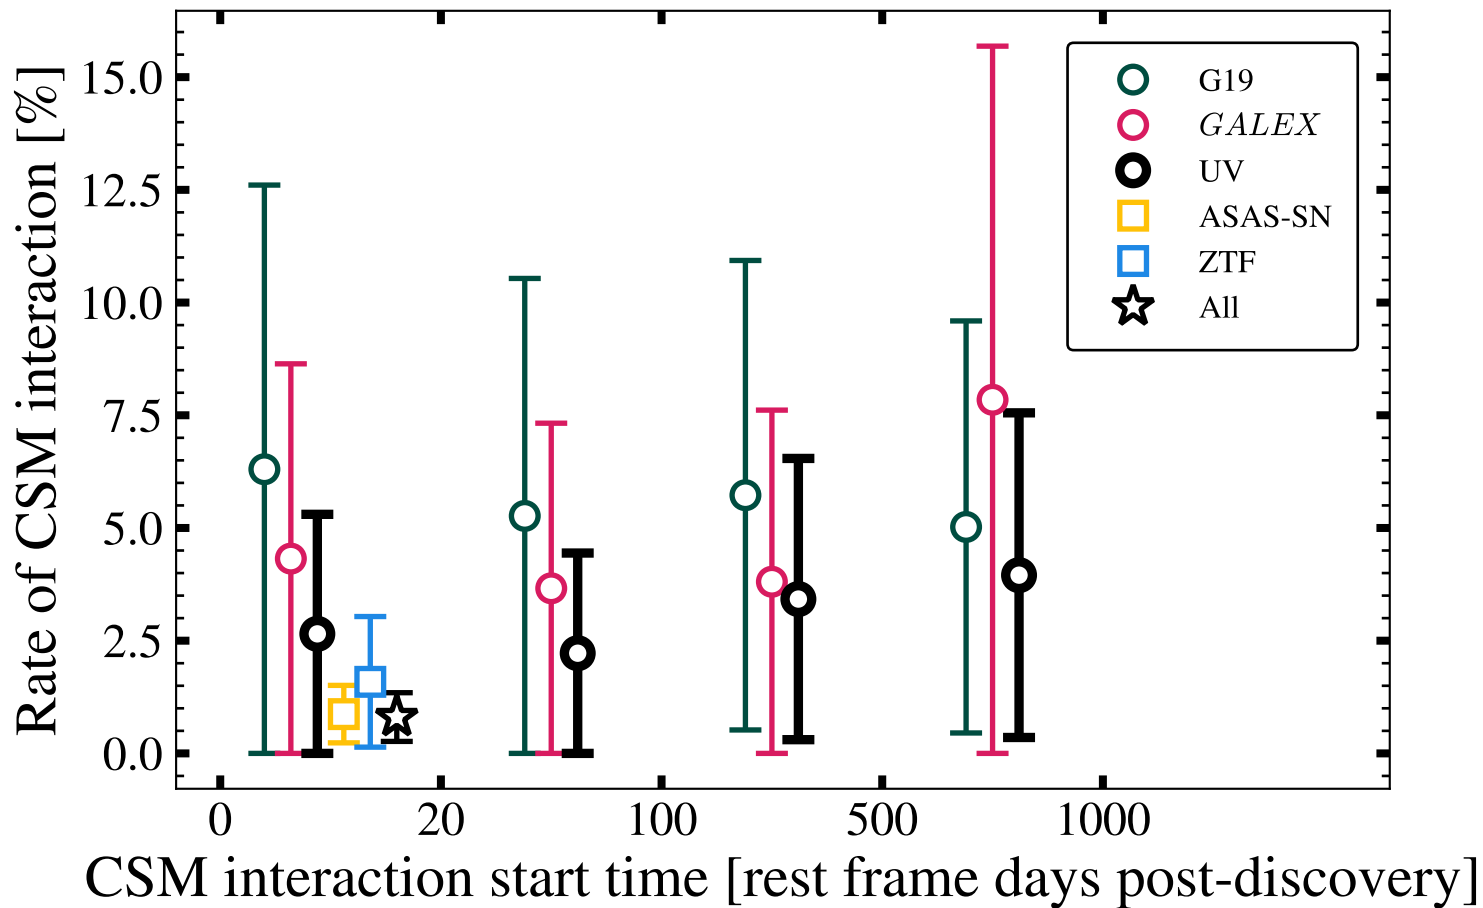 Rate of CSM interaction [%]
15.0
12.5
10.0
7.5
5.0
2.5
0.0
G19
GALEX
UV
ASAS-SN
ZTF
All
0 20 100 500 1000
CSM interaction start time [rest frame days post-discovery]